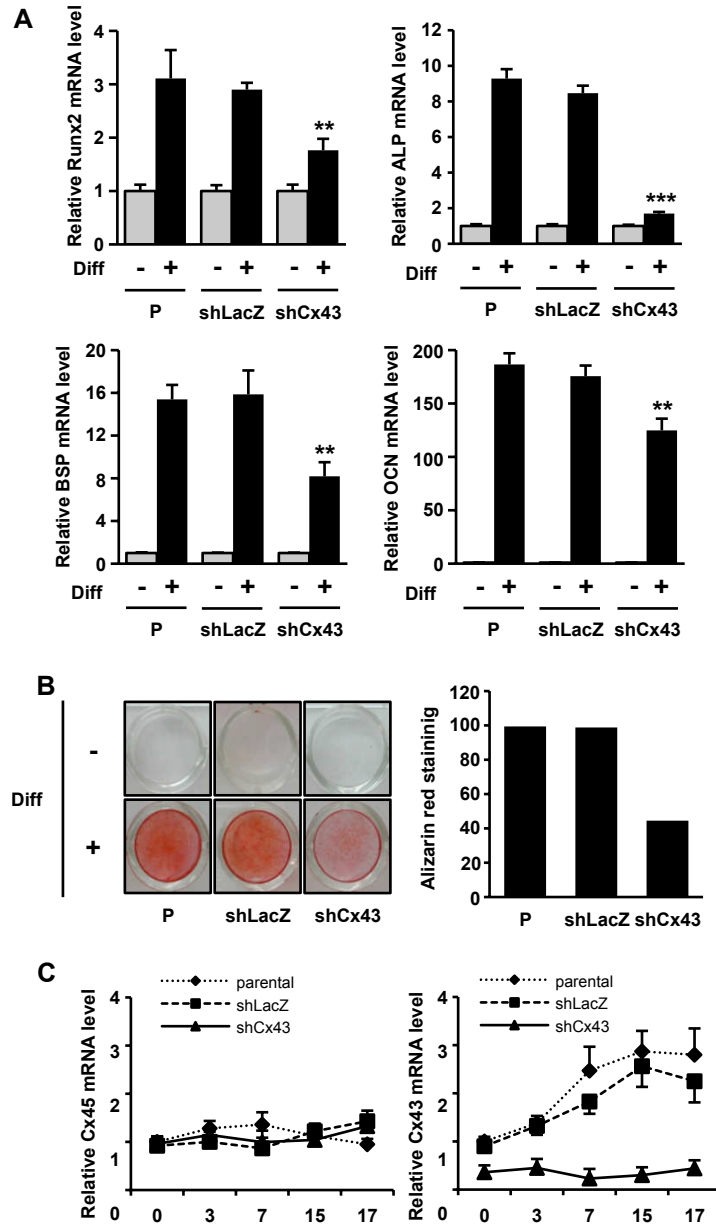 A
Relative Runx2 mRNA level
4
3
2
1
0
**
Diff - + - + - +
P shLacZ shCx43
Relative ALP mRNA level
12
10
8
6
4
2
0
***
Diff - + - + - +
P shLacZ shCx43
Relative BSP mRNA level
20
16
12
8
4
0
**
Diff - + - + - +
P shLacZ shCx43
Relative OCN mRNA level
200
150
100
50
0
**
Diff - + - + - +
P shLacZ shCx43
B
Diff
-
+
P shLacZ shCx43
Alizarin red staininig
120
100
80
60
40
20
0
P shLacZ shCx43
C
parental
shLacZ
shCx43
Relative Cx45 mRNA level
4
3
2
1
0
0 3 7 15 17
parental
shLacZ
shCx43
Relative Cx43 mRNA level
4
3
2
1
0
0 3 7 15 17